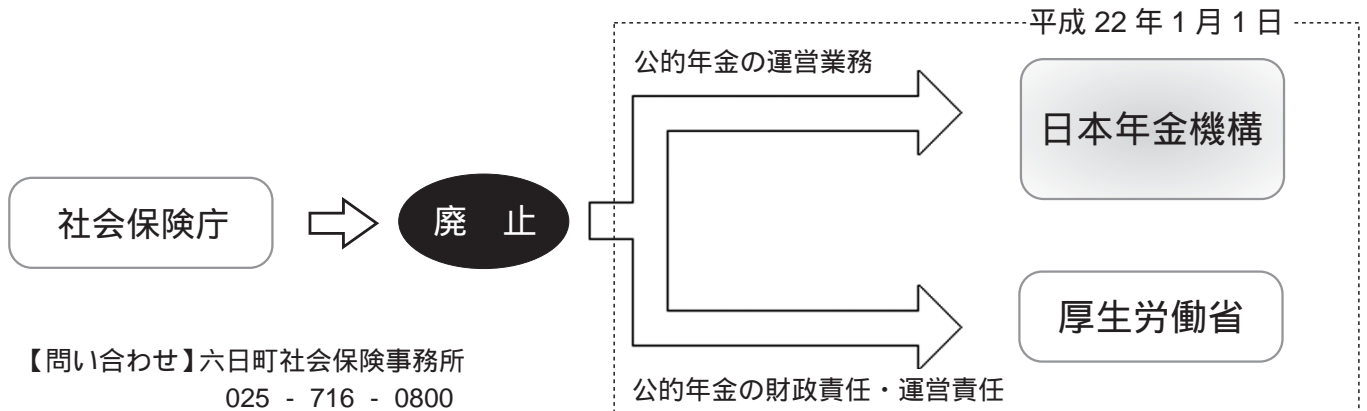 平成 22 年 1 月 1 日
公的年金の運営業務
日本年金機構
社会保険庁
廃 止
厚生労働省
【問い合わせ】六日町社会保険事務所
025 - 716 - 0800
公的年金の財政責任・運営責任